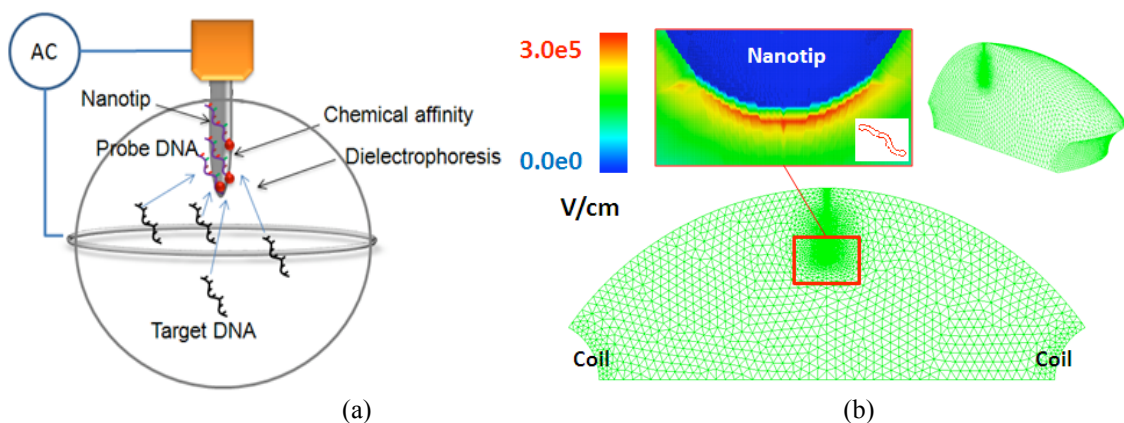 AC
Nanotip
Probe DNA
Chemical affinity
Dielectrophoresis
Target DNA
(a)
3.0e5
0.0e0
V/cm
Nanotip
Coil
Coil
(b)